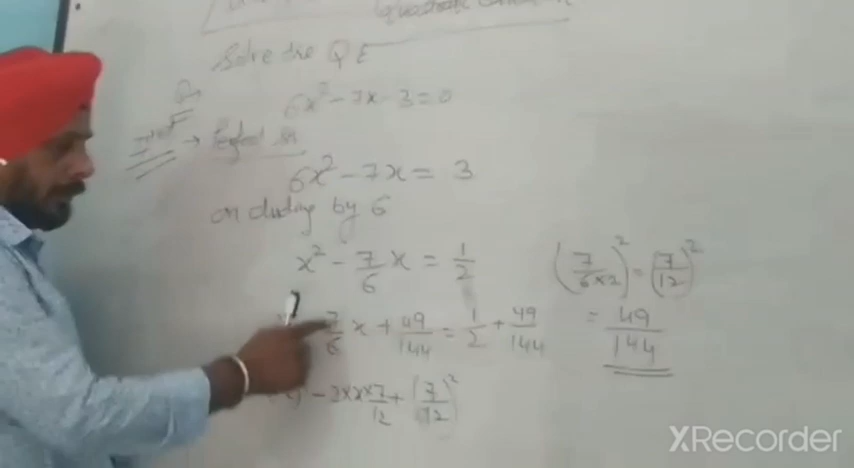 Quadratic
Solve the QE
6x² - 7x - 3 = 0
6x² - 7x = 3
on dividing by 6
x² - 7/6 x = 1/2
(7/6×2)² = (7/12)²
7/6 x + 49/144 = 1/2 + 49/144
= 49/144
- 2×x×7/12 + (7/12)²
XRecorder